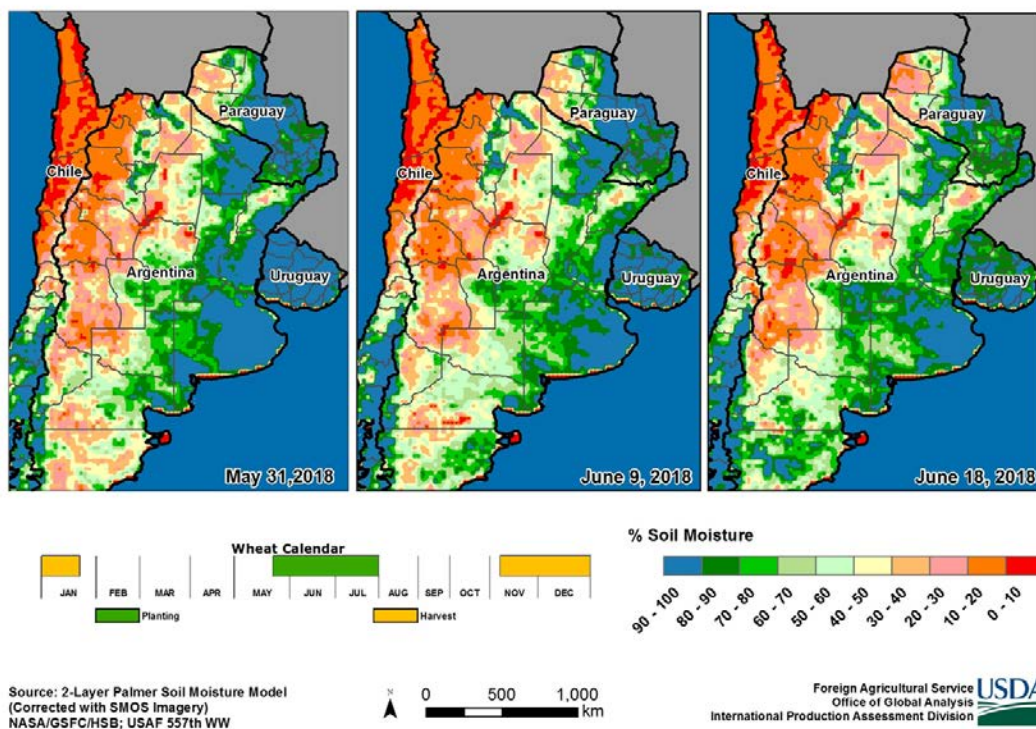 Paraguay
Chile
Argentina
Uruguay
May 31,2018
Paraguay
Chile
Argentina
Uruguay
June 9, 2018
Paraguay
Chile
Argentina
Uruguay
June 18, 2018
Wheat Calendar
JAN FEB MAR APR MAY JUN JUL AUG SEP OCT NOV DEC
Planting Harvest
% Soil Moisture
90 - 100 80 - 90 70 - 80 60 - 70 50 - 60 40 - 50 30 - 40 20 - 30 10 - 20 0 - 10
Source: 2-Layer Palmer Soil Moisture Model
(Corrected with SMOS Imagery)
NASA/GSFC/HSB; USAF 557th WW
N
0 500 1,000
km
Foreign Agricultural Service
Office of Global Analysis
International Production Assessment Division
USDA